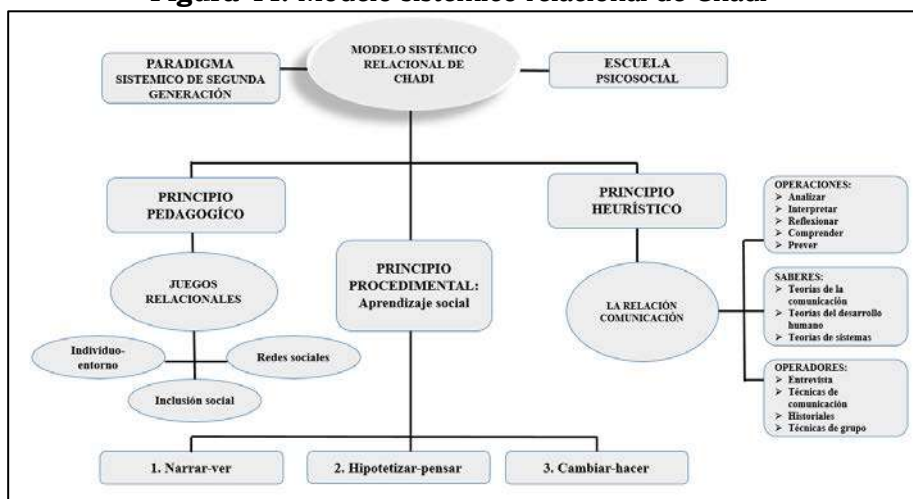 Figura 11. Modelo sistémico relacional de Chadi
MODELO SISTÉMICO
RELACIONAL DE
CHADI
PARADIGMA
SISTEMICO DE SEGUNDA
GENERACIÓN
ESCUELA
PSICOSOCIAL
PRINCIPIO
PEDAGOGÍCO
JUEGOS
RELACIONALES
Individuo-
entorno
Redes sociales
Inclusión social
PRINCIPIO
PROCEDIMENTAL:
Aprendizaje social
1. Narrar-ver
2. Hipotetizar-pensar
3. Cambiar-hacer
PRINCIPIO
HEURÍSTICO
LA RELACIÓN
COMUNICACIÓN
OPERACIONES:
➤ Analizar
➤ Interpretar
➤ Reflexionar
➤ Comprender
➤ Prever
SABERES:
➤ Teorías de la
comunicación
➤ Teorías del desarrollo
humano
➤ Teorías de sistemas
OPERADORES:
➤ Entrevista
➤ Técnicas de
comunicación
➤ Historiales
➤ Técnicas de grupo